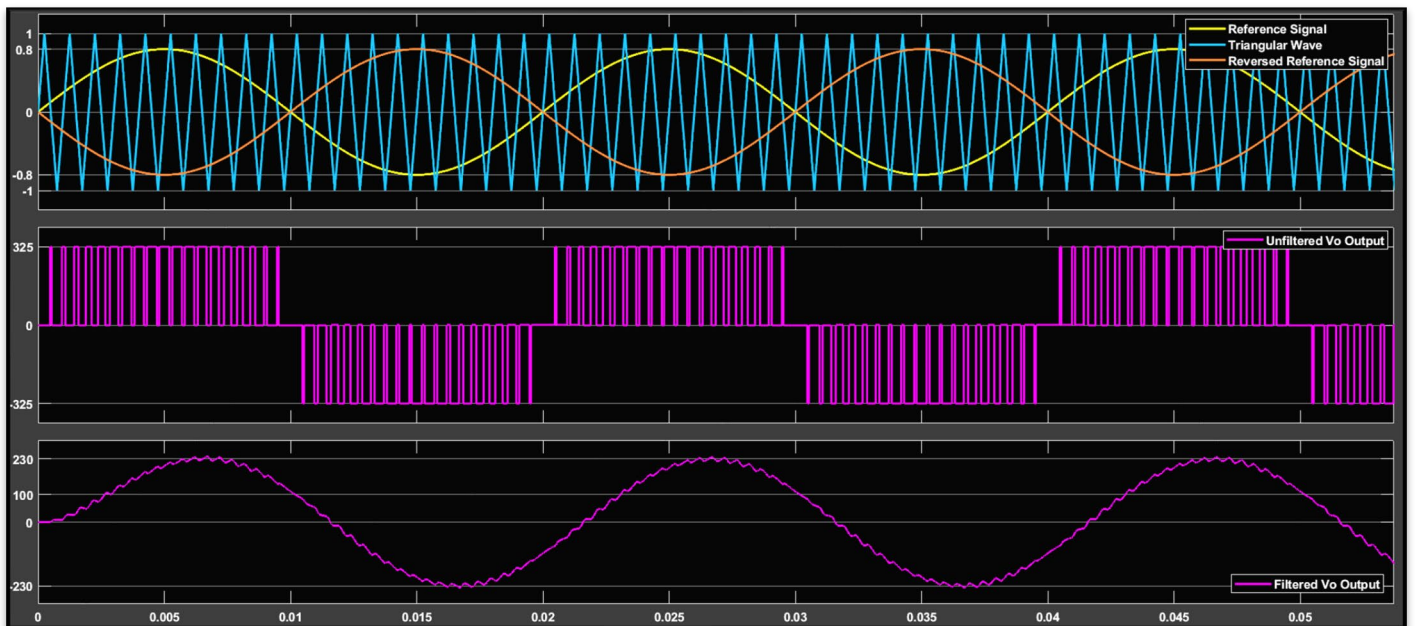 1
0.8
0
-0.8
-1
Reference Signal
Triangular Wave
Reversed Reference Signal
325
0
-325
Unfiltered Vo Output
230
100
0
-230
Filtered Vo Output
0 0.005 0.01 0.015 0.02 0.025 0.03 0.035 0.04 0.045 0.05